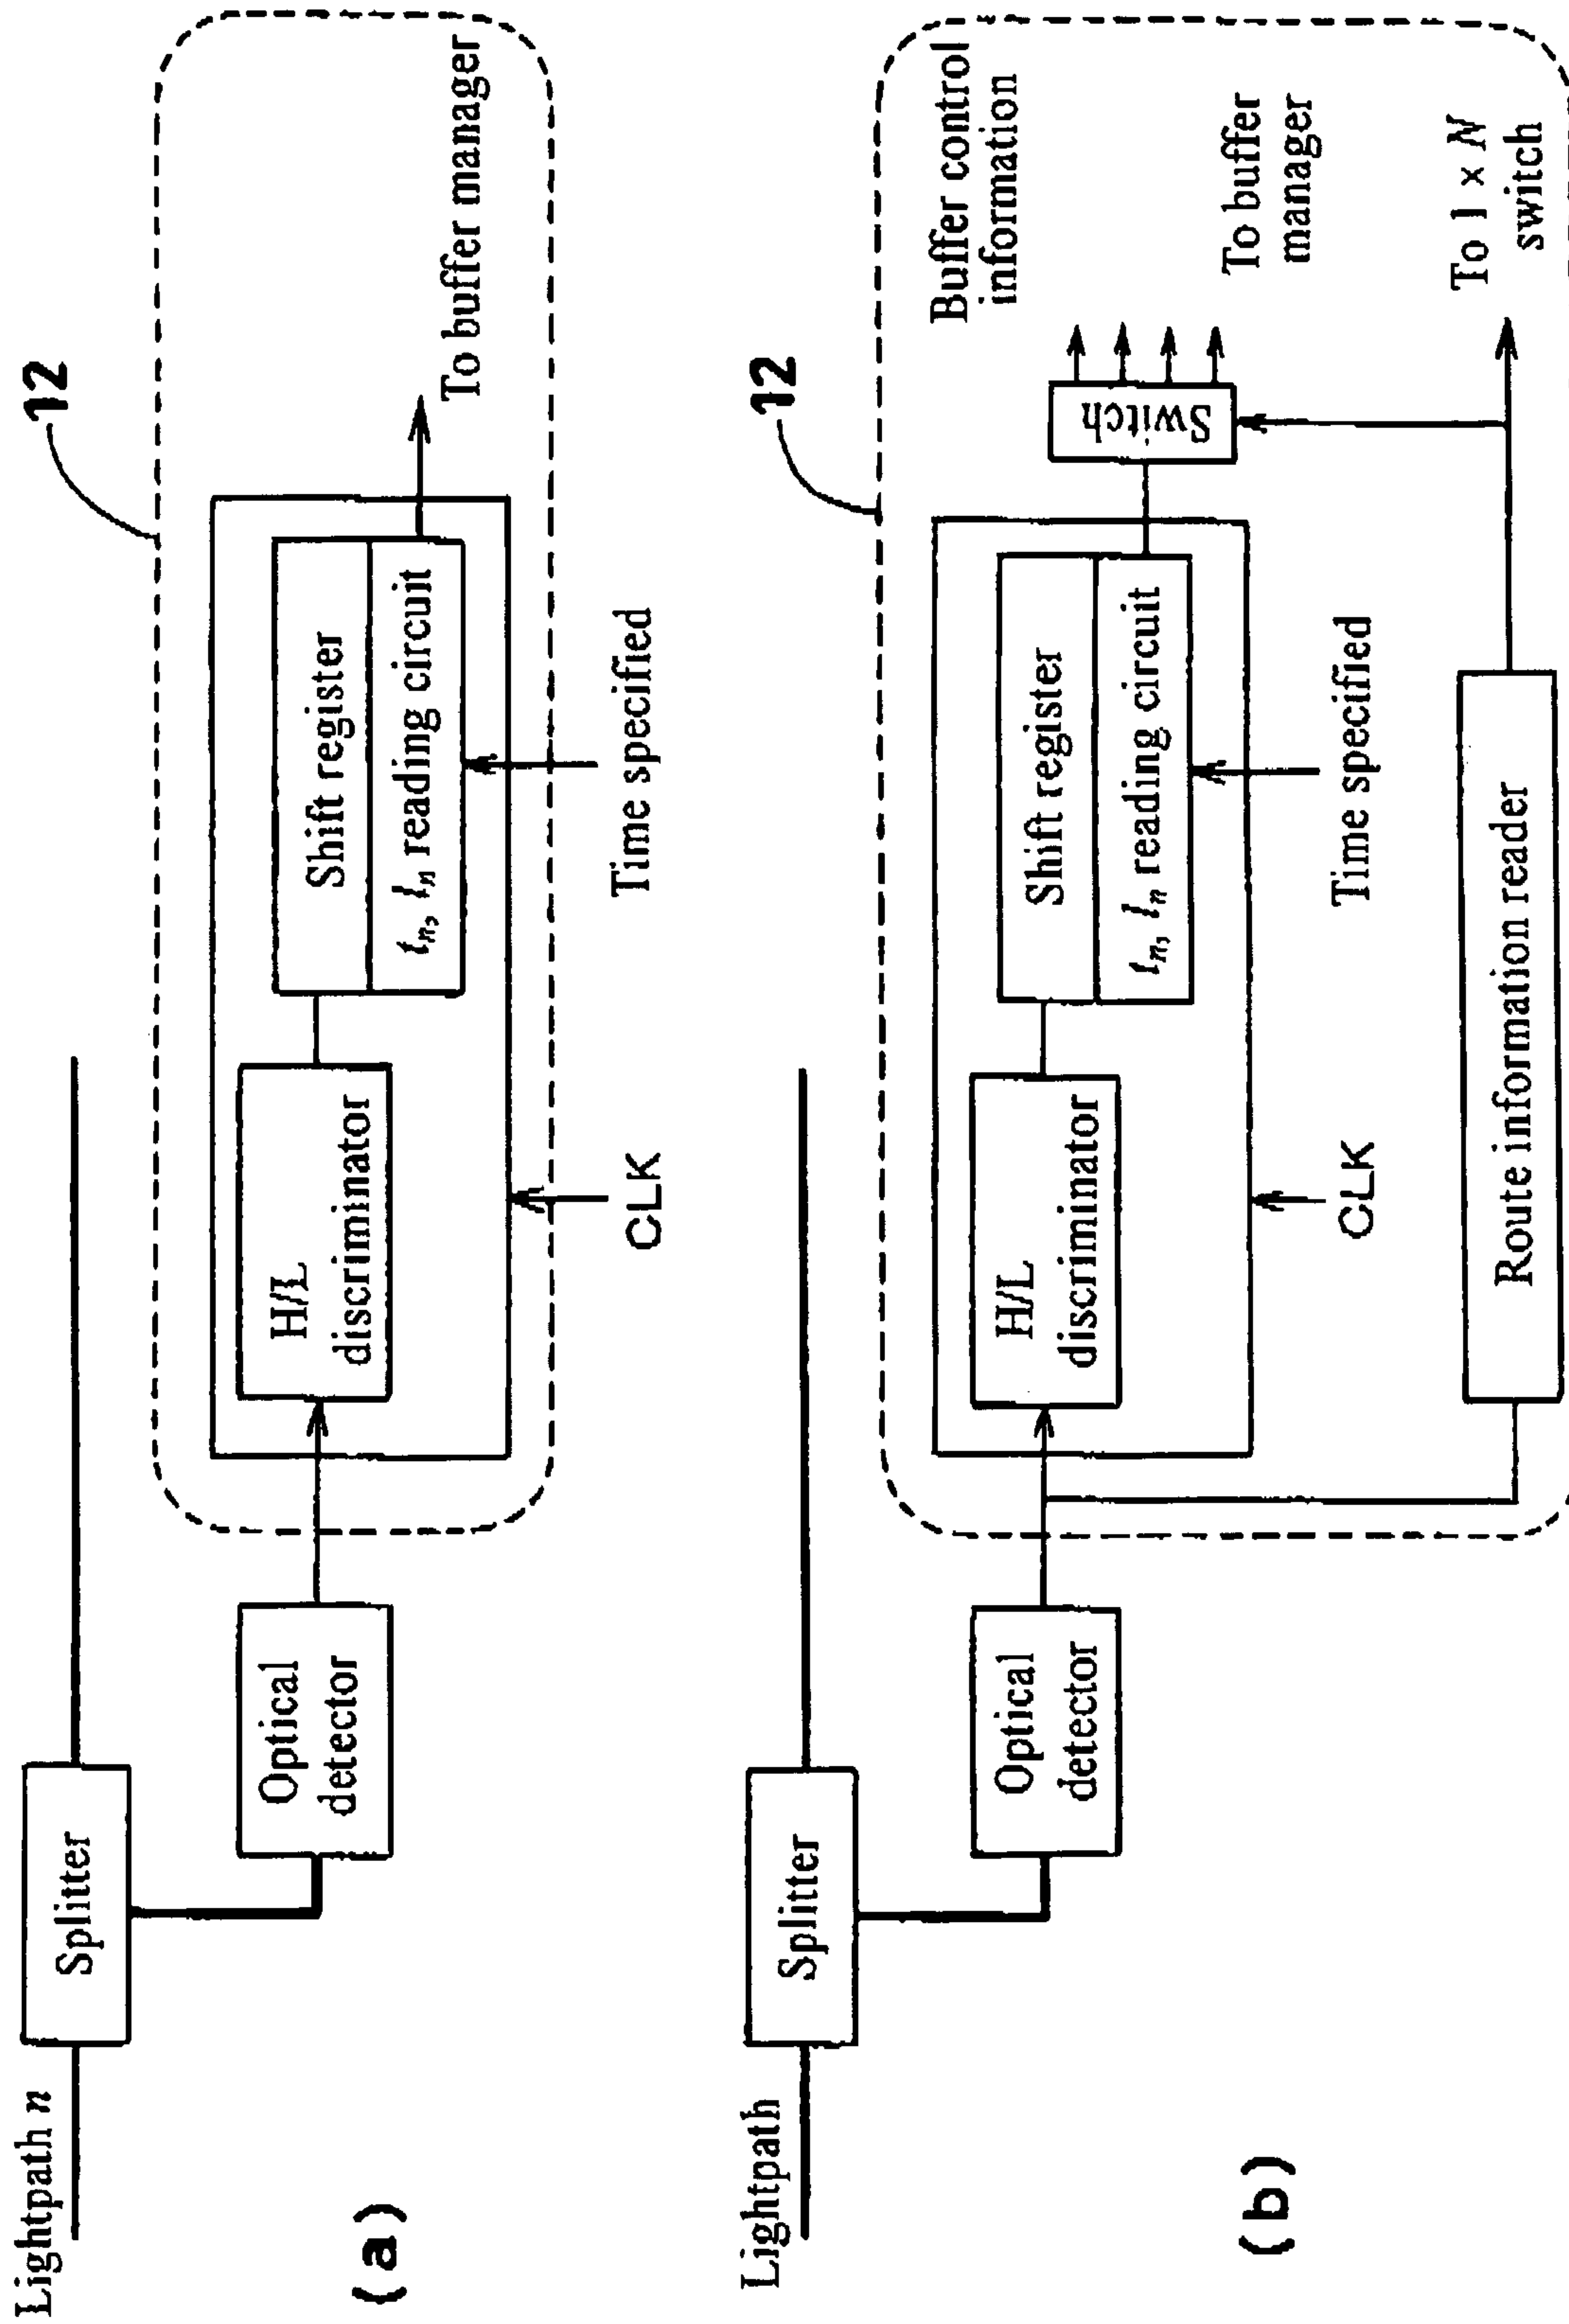 Lightpath n
Splitter
12
Optical
detector
H/L
discriminator
Shift register
tn, ln reading circuit
To buffer manager
CLK
Time specified
(a)
Lightpath
Splitter
12
Optical
detector
H/L
discriminator
Shift register
tn, ln reading circuit
Switch
Buffer control
information
To buffer
manager
CLK
Time specified
Route information reader
To 1 × N
switch
(b)